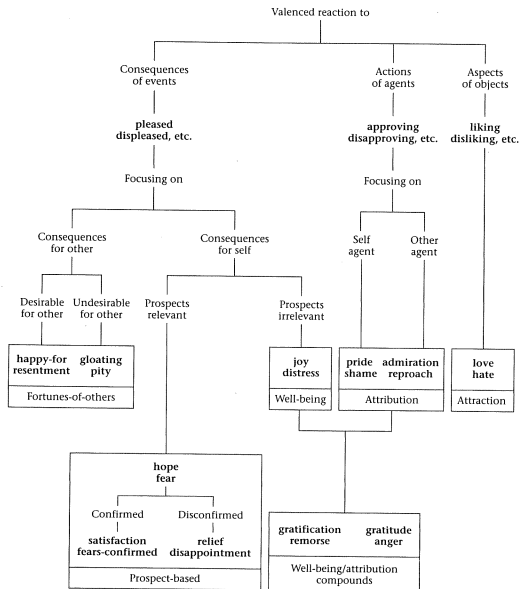 Valenced reaction to
Consequences
of events
Actions
of agents
Aspects
of objects
pleased
displeased, etc.
approving
disapproving, etc.
liking
disliking, etc.
Focusing on
Focusing on
Consequences
for other
Consequences
for self
Self
agent
Other
agent
Desirable
for other
Undesirable
for other
Prospects
relevant
Prospects
irrelevant
happy-for
resentment
gloating
pity
Fortunes-of-others
joy
distress
Well-being
pride
shame
admiration
reproach
Attribution
love
hate
Attraction
hope
fear
Confirmed
Disconfirmed
satisfaction
fears-confirmed
relief
disappointment
Prospect-based
gratification
remorse
gratitude
anger
Well-being/attribution
compounds